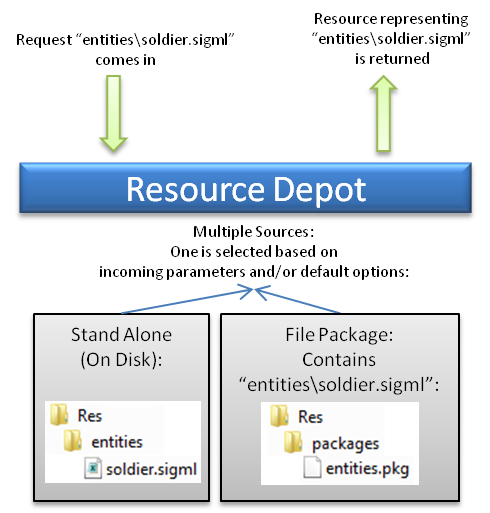 Request “entities\soldier.sigml”
comes in
Resource representing
“entities\soldier.sigml”
is returned
Resource Depot
Multiple Sources:
One is selected based on
incoming parameters and/or default options:
Stand Alone
(On Disk):
Res
entities
soldier.sigml
File Package:
Contains
“entities\soldier.sigml”:
Res
packages
entities.pkg